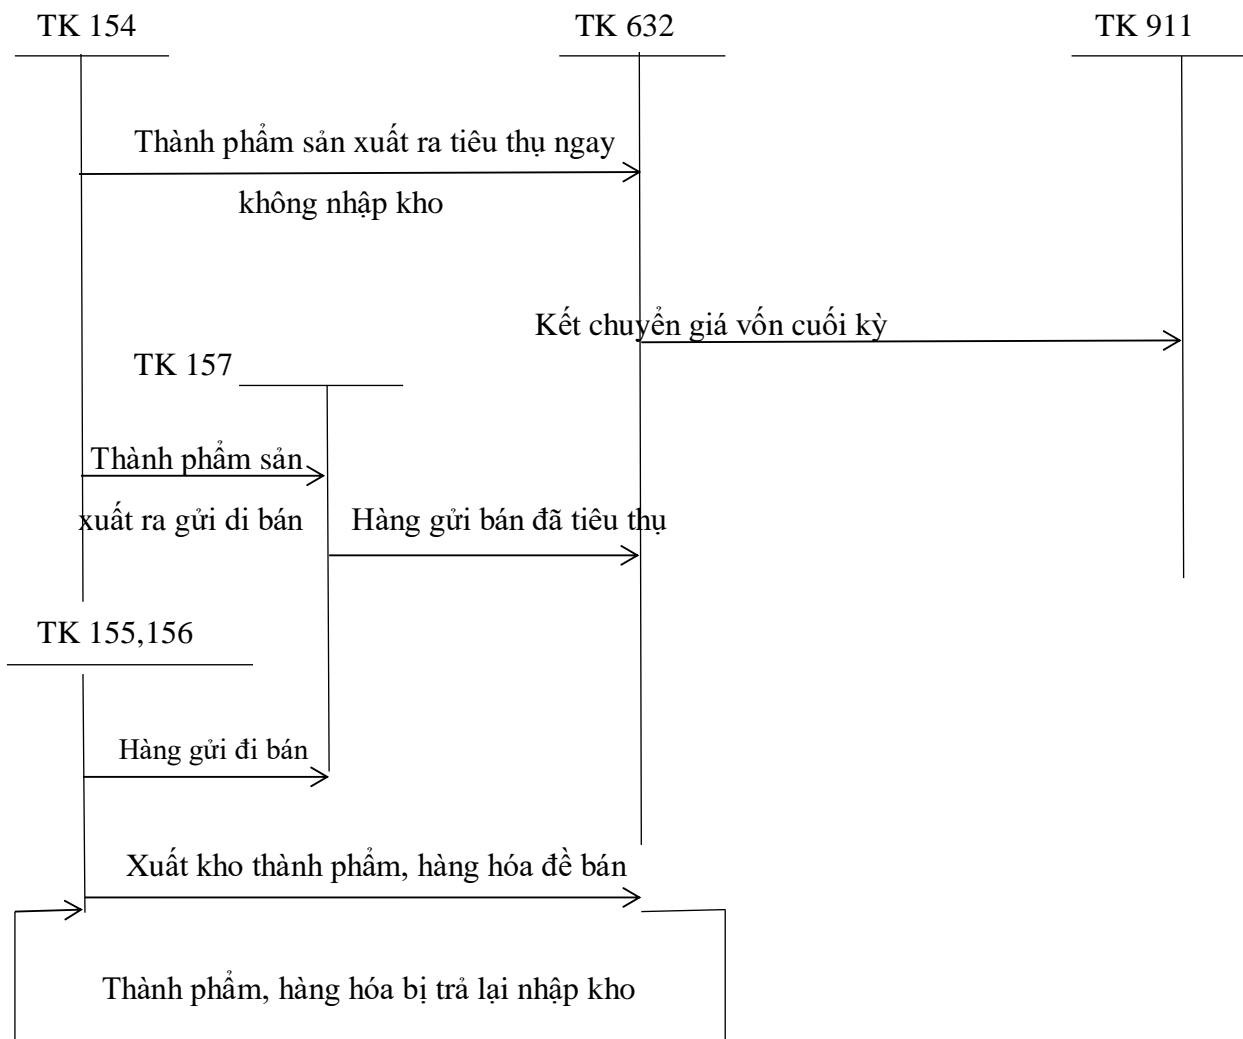 TK 154
TK 632
TK 911
Thành phẩm sản xuất ra tiêu thụ ngay
không nhập kho
Kết chuyển giá vốn cuối kỳ
TK 157
Thành phẩm sản
xuất ra gửi di bán
Hàng gửi bán đã tiêu thụ
TK 155,156
Hàng gửi đi bán
Xuất kho thành phẩm, hàng hóa đề bán
Thành phẩm, hàng hóa bị trả lại nhập kho